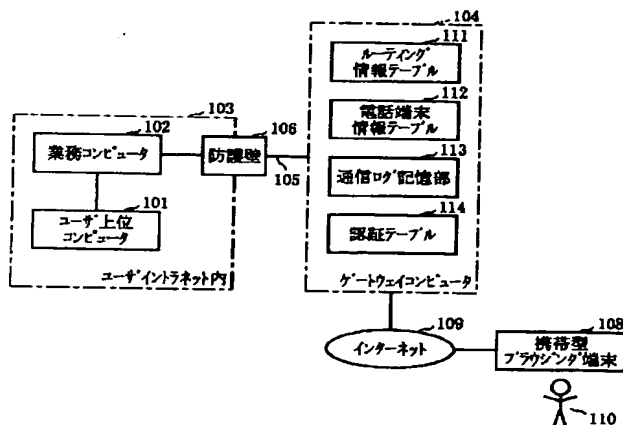 104
111
ルーティング
情報テーブル
103
112
102
106
電話端末
情報テーブル
業務コンピュータ
防護壁
113
105
通信ログ記憶部
101
114
ユーザ上位
コンピュータ
認証テーブル
ユーザイントラネット内
ゲートウェイコンピュータ
109
108
インターネット
携帯型
ブラウジング端末
110